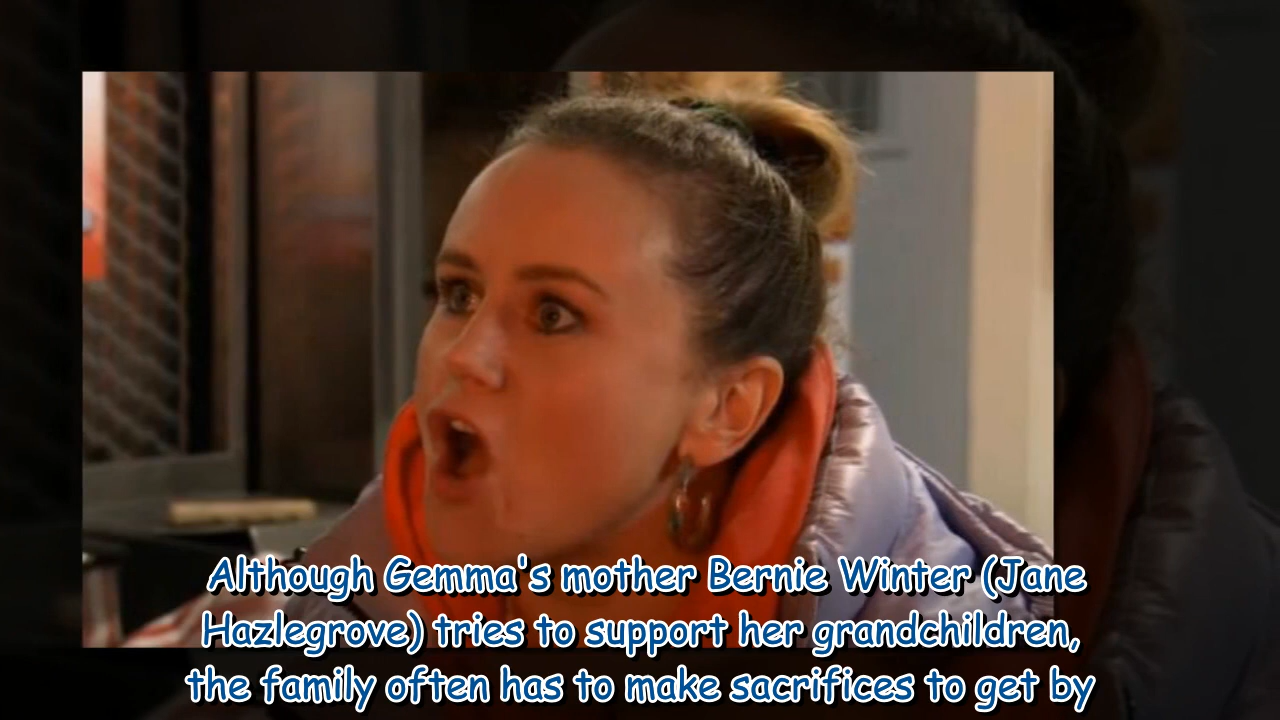 Although Gemma's mother Bernie Winter (Jane
Hazlegrove) tries to support her grandchildren,
the family often has to make sacrifices to get by